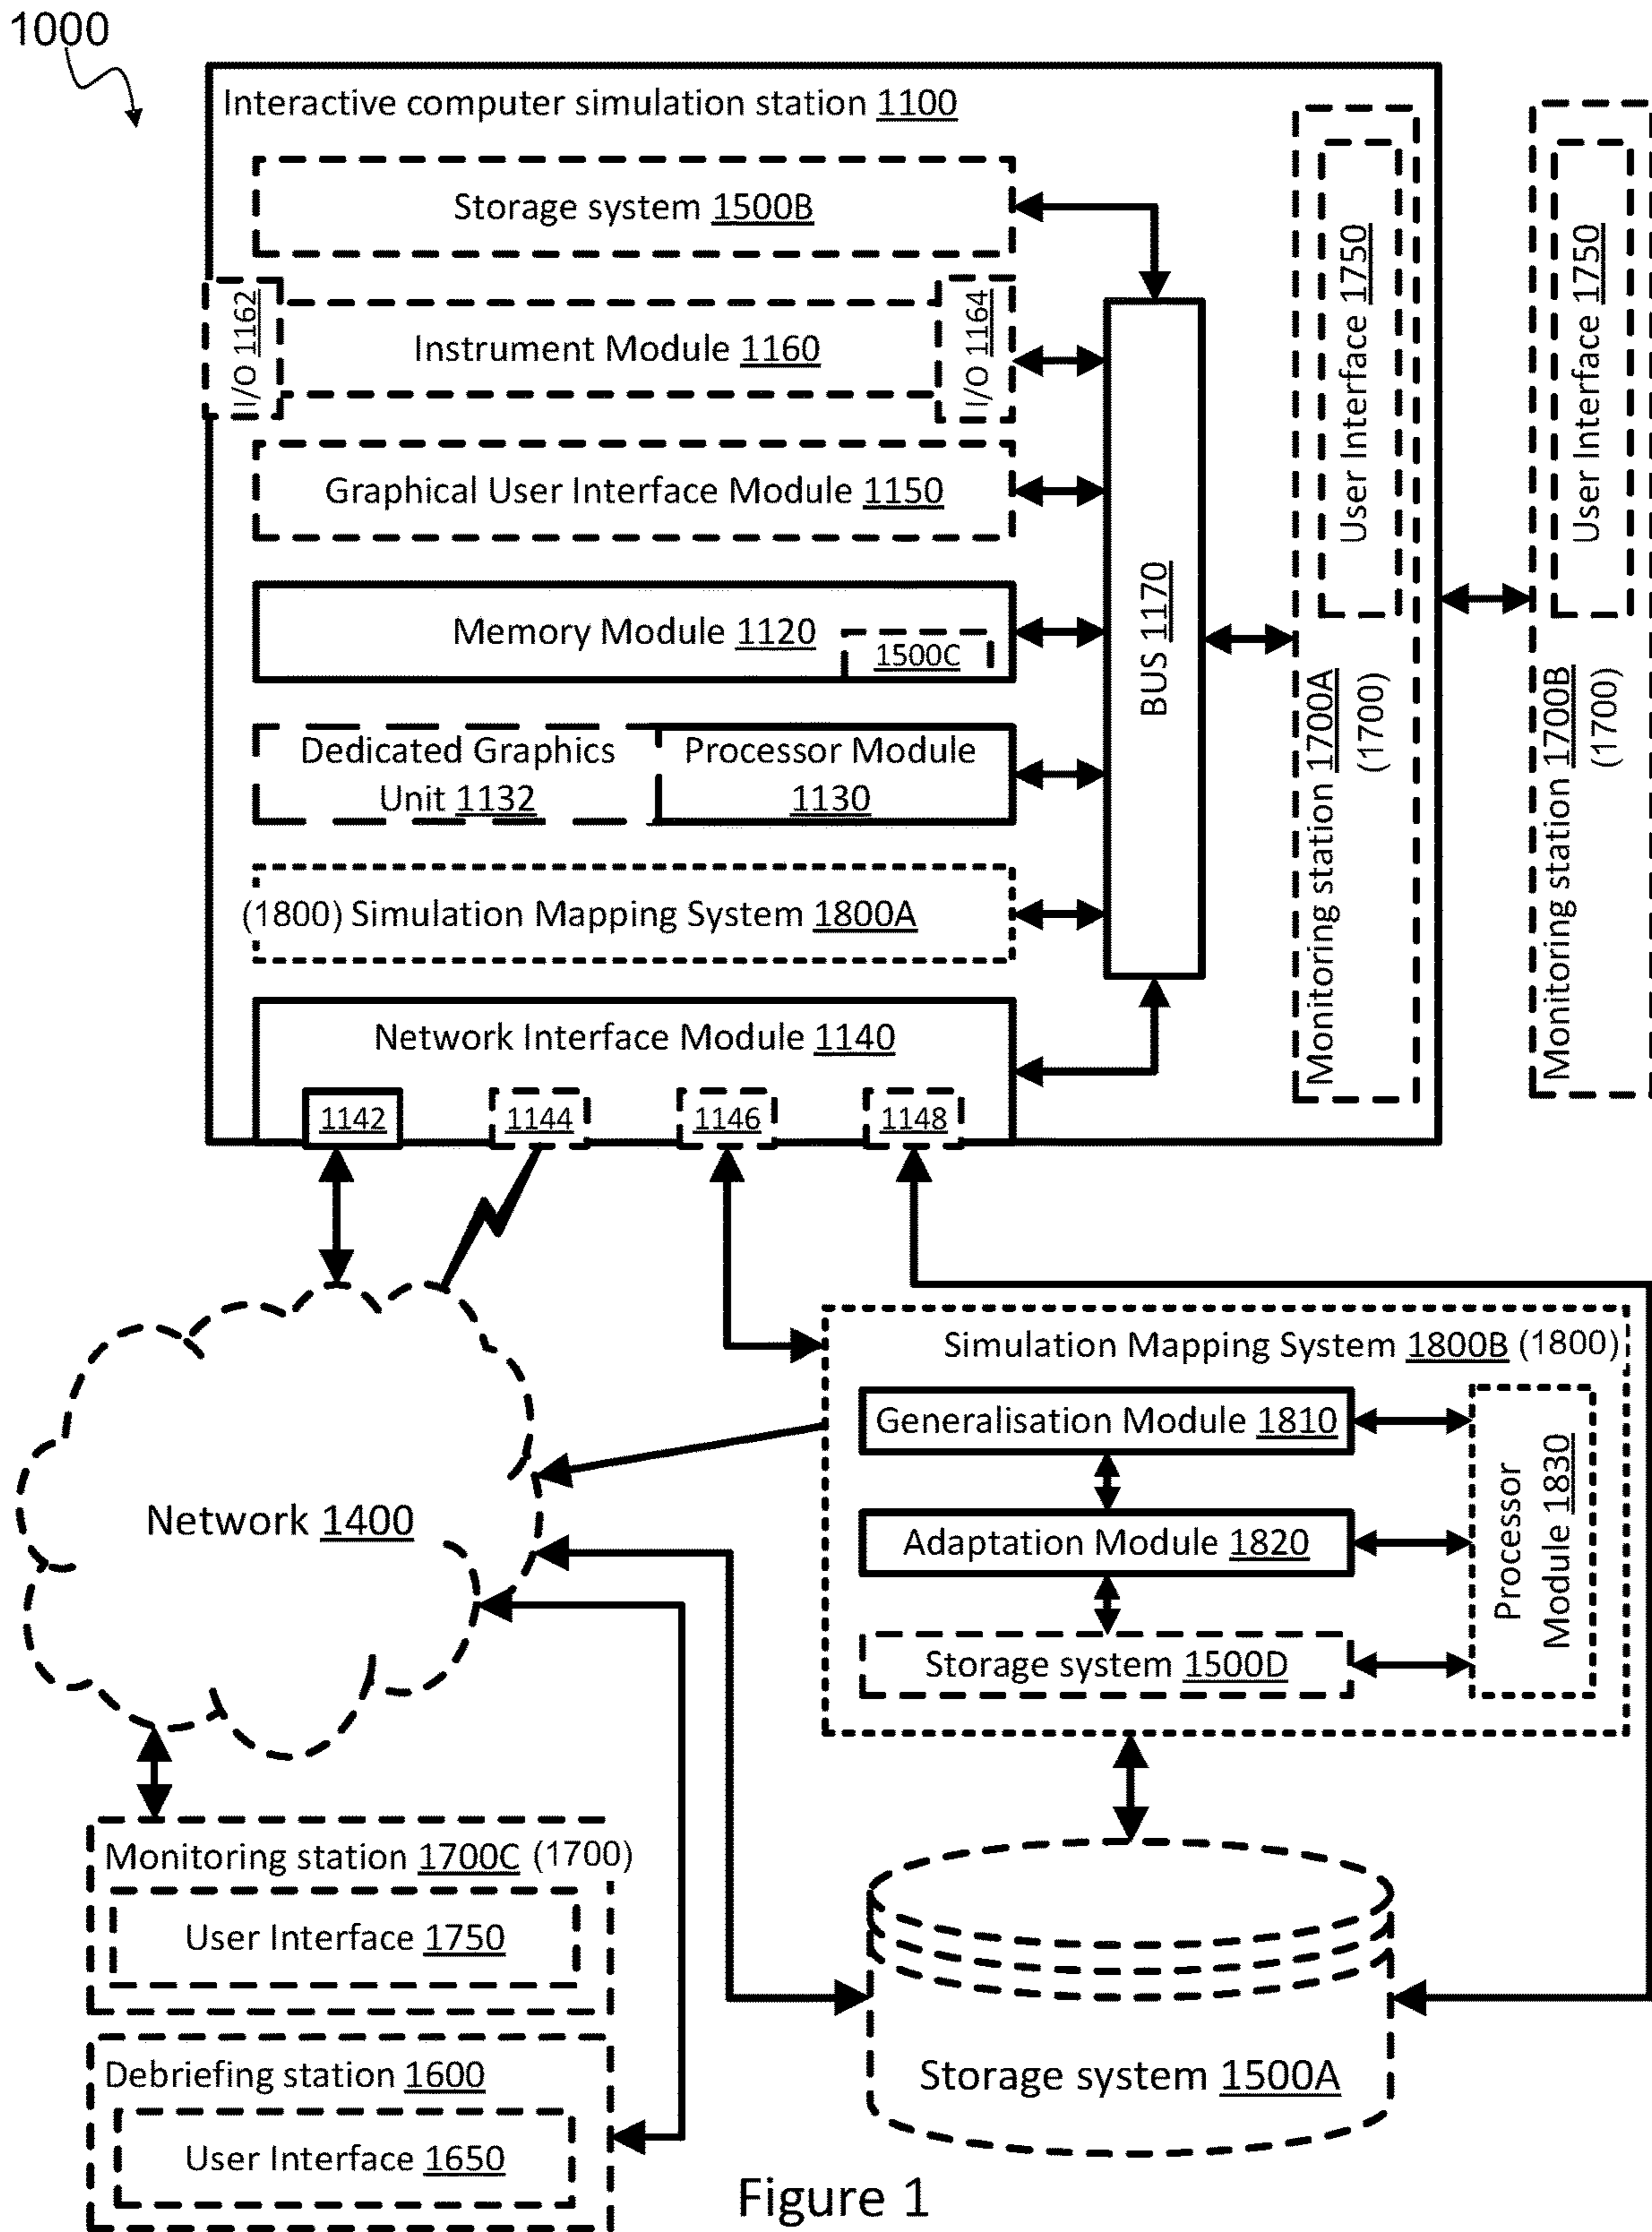 1000
Interactive computer simulation station 1100
Storage system 1500B
I/O 1162
Instrument Module 1160
I/O 1164
Graphical User Interface Module 1150
Memory Module 1120
1500C
Dedicated Graphics
Unit 1132
Processor Module
1130
(1800) Simulation Mapping System 1800A
Network Interface Module 1140
1142
1144
1146
1148
BUS 1170
Monitoring station 1700A
(1700)
User Interface 1750
Monitoring station 1700B
(1700)
User Interface 1750
Network 1400
Simulation Mapping System 1800B (1800)
Generalisation Module 1810
Adaptation Module 1820
Storage system 1500D
Processor
Module 1830
Monitoring station 1700C (1700)
User Interface 1750
Debriefing station 1600
User Interface 1650
Storage system 1500A
Figure 1